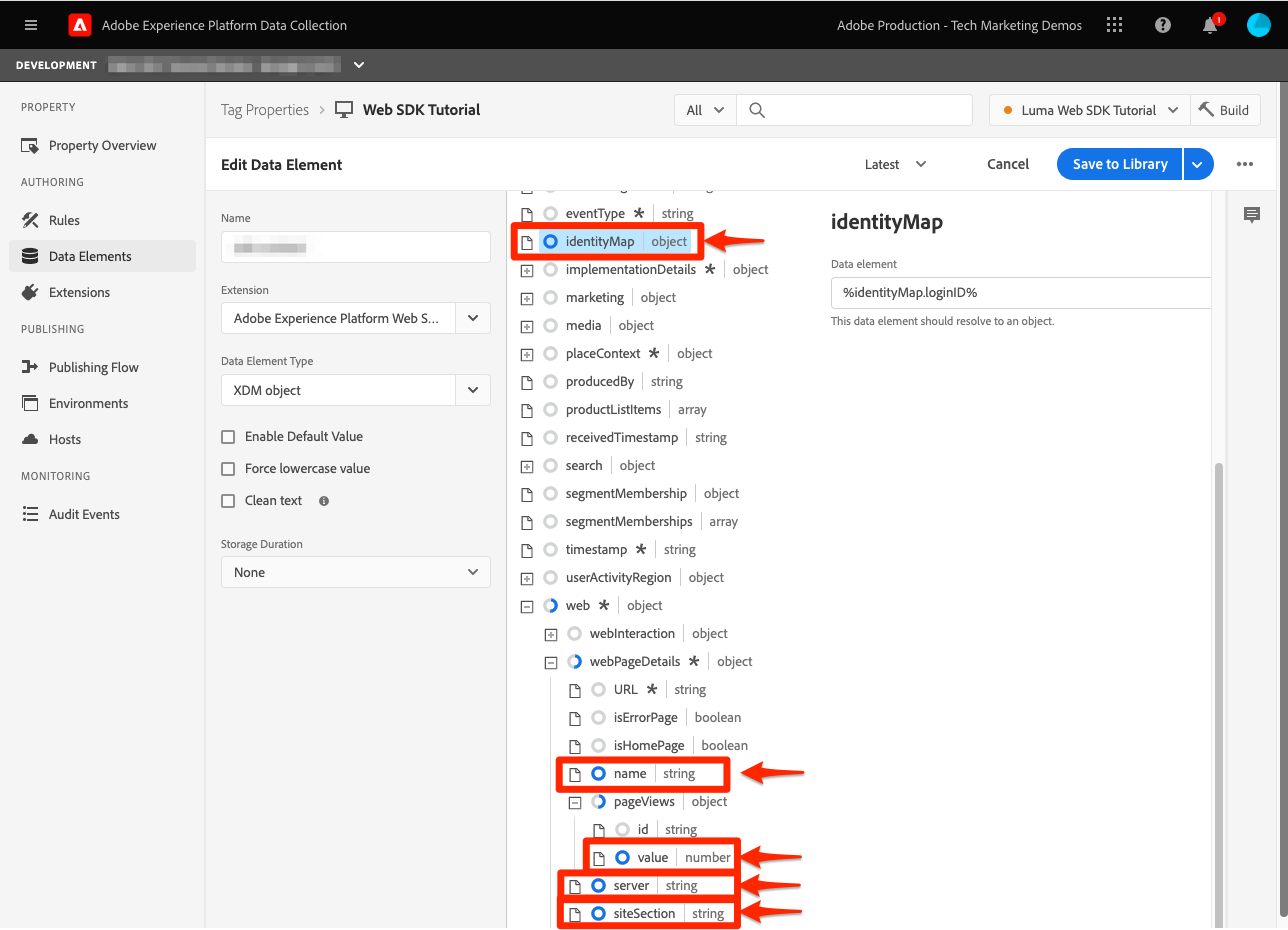 Adobe Experience Platform Data Collection
Adobe Production - Tech Marketing Demos
1
DEVELOPMENT
PROPERTY
Property Overview
AUTHORING
Rules
Data Elements
Extensions
PUBLISHING
Publishing Flow
Environments
Hosts
MONITORING
Audit Events
Tag Properties
Web SDK Tutorial
All
Luma Web SDK Tutorial
Build
Edit Data Element
Latest
Cancel
Save to Library
Name
Extension
Adobe Experience Platform Web S...
Data Element Type
XDM object
Enable Default Value
Force lowercase value
Clean text
Storage Duration
None
eventType * string
identityMap object
implementationDetails * object
marketing object
media object
placeContext * object
producedBy string
productListItems array
receivedTimestamp string
search object
segmentMembership object
segmentMemberships array
timestamp * string
userActivityRegion object
web * object
webInteraction object
webPageDetails * object
URL * string
isErrorPage boolean
isHomePage boolean
name string
pageViews object
id string
value number
server string
siteSection string
identityMap
Data element
%identityMap.loginID%
This data element should resolve to an object.